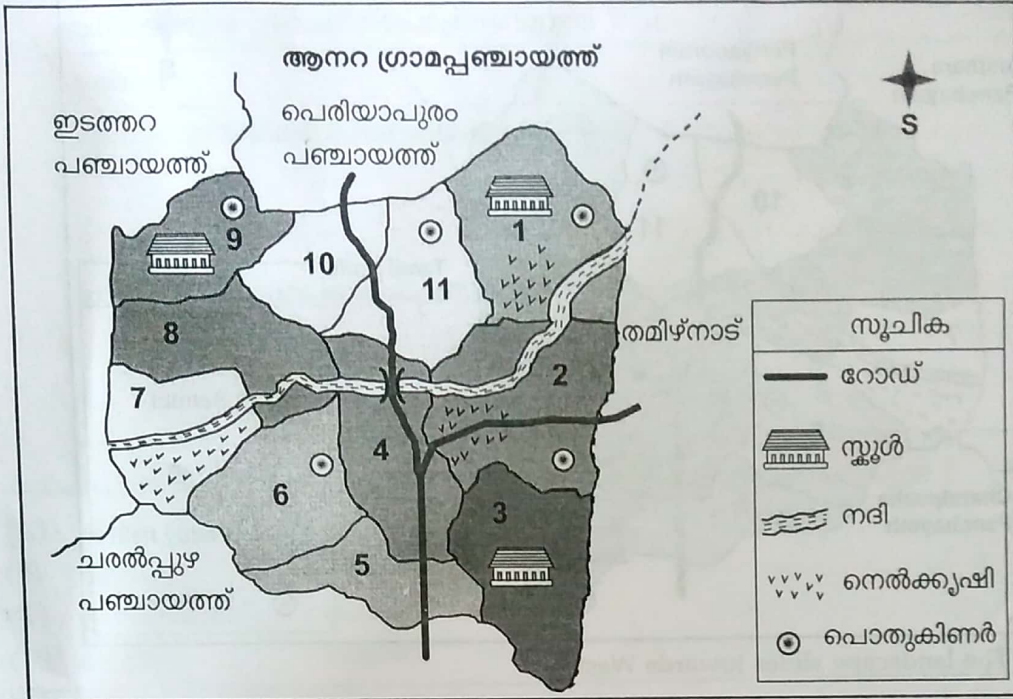 ആനറ ഗ്രാമപ്പഞ്ചായത്ത്
ഇടത്തറ
പഞ്ചായത്ത്
പെരിയാപുരം
പഞ്ചായത്ത്
S
9
10
11
1
8
7
2
തമിഴ്നാട്
4
6
3
5
ചരൽപ്പുഴ
പഞ്ചായത്ത്
സൂചിക
റോഡ്
സ്കൂൾ
നദി
നെൽക്കൃഷി
പൊതുകിണർ